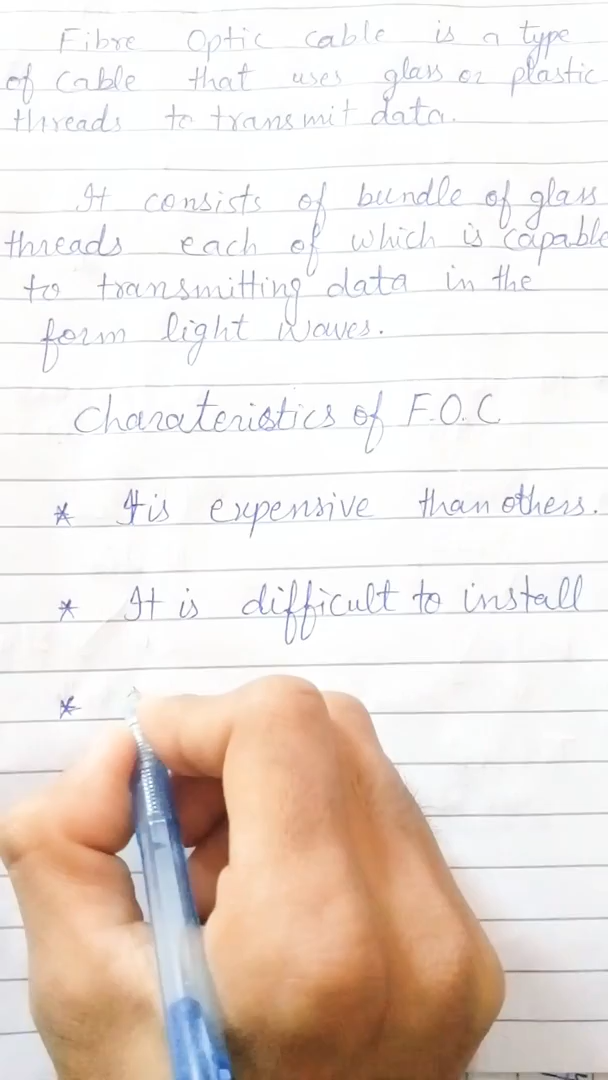 Fibre Optic cable is a type
of cable that uses glass or plastic
threads to transmit data.
It consists of bundle of glass
threads each of which is capable
to transmitting data in the
form light waves.
Charateristics of F.O.C
* It is expensive than others.
* It is difficult to install
*